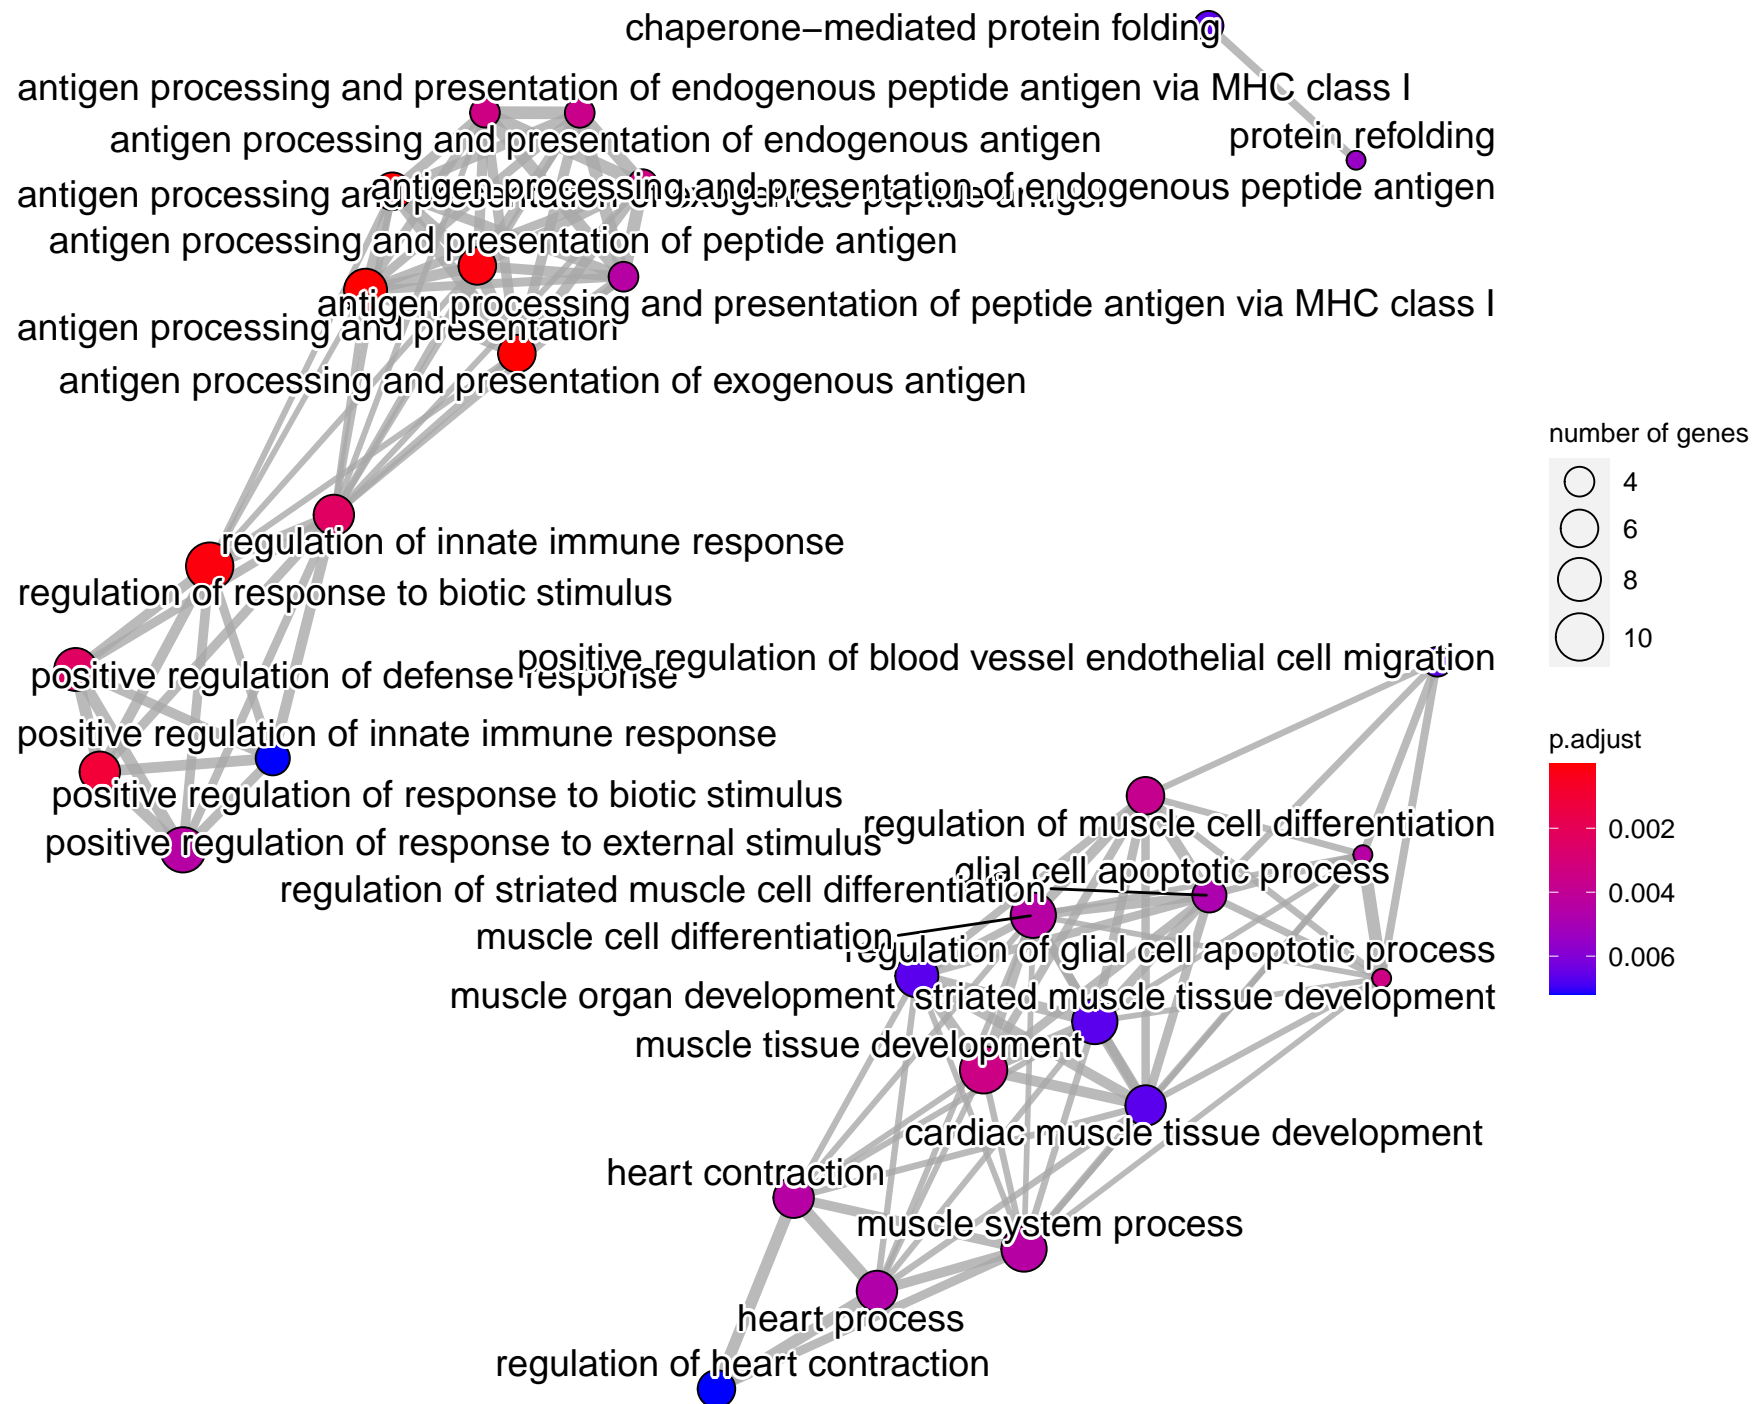 chaperone−mediated protein folding
antigen processing and presentation of endogenous peptide antigen via MHC class I
protein refolding
antigen processing and presentation of endogenous antigen
antigen processing and presentation of endogenous peptide antigen
antigen processing and presentation of exogenous peptide antigen
antigen processing and presentation of peptide antigen
antigen processing and presentation of peptide antigen via MHC class I
antigen processing and presentation
antigen processing and presentation of exogenous antigen
number of genes
4
6
8
10
regulation of innate immune response
regulation of response to biotic stimulus
positive regulation of blood vessel endothelial cell migration
positive regulation of defense response
positive regulation of innate immune response
p.adjust
0.002
0.004
0.006
positive regulation of response to biotic stimulus
regulation of muscle cell differentiation
positive regulation of response to external stimulus
glial cell apoptotic process
regulation of striated muscle cell differentiation
muscle cell differentiation
regulation of glial cell apoptotic process
muscle organ development
striated muscle tissue development
muscle tissue development
cardiac muscle tissue development
heart contraction
muscle system process
heart process
regulation of heart contraction